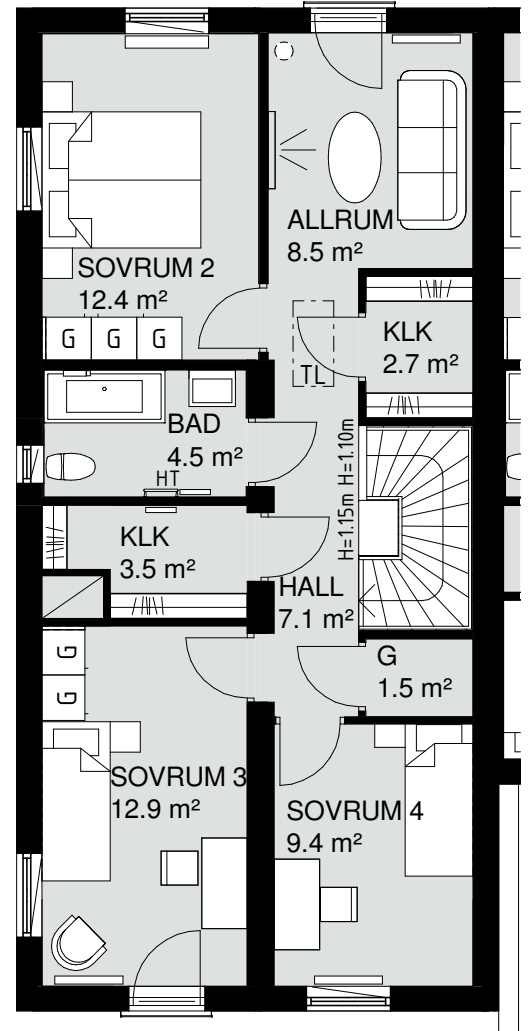 ALLRUM
8.5 m²
SOVRUM 2
12.4 m²
G
G
G
KLK
2.7 m²
TL
BAD
4.5 m²
HT
H=1.15m H=1.10m
KLK
3.5 m²
HALL
7.1 m²
G
G
G
1.5 m²
SOVRUM 3
12.9 m²
SOVRUM 4
9.4 m²